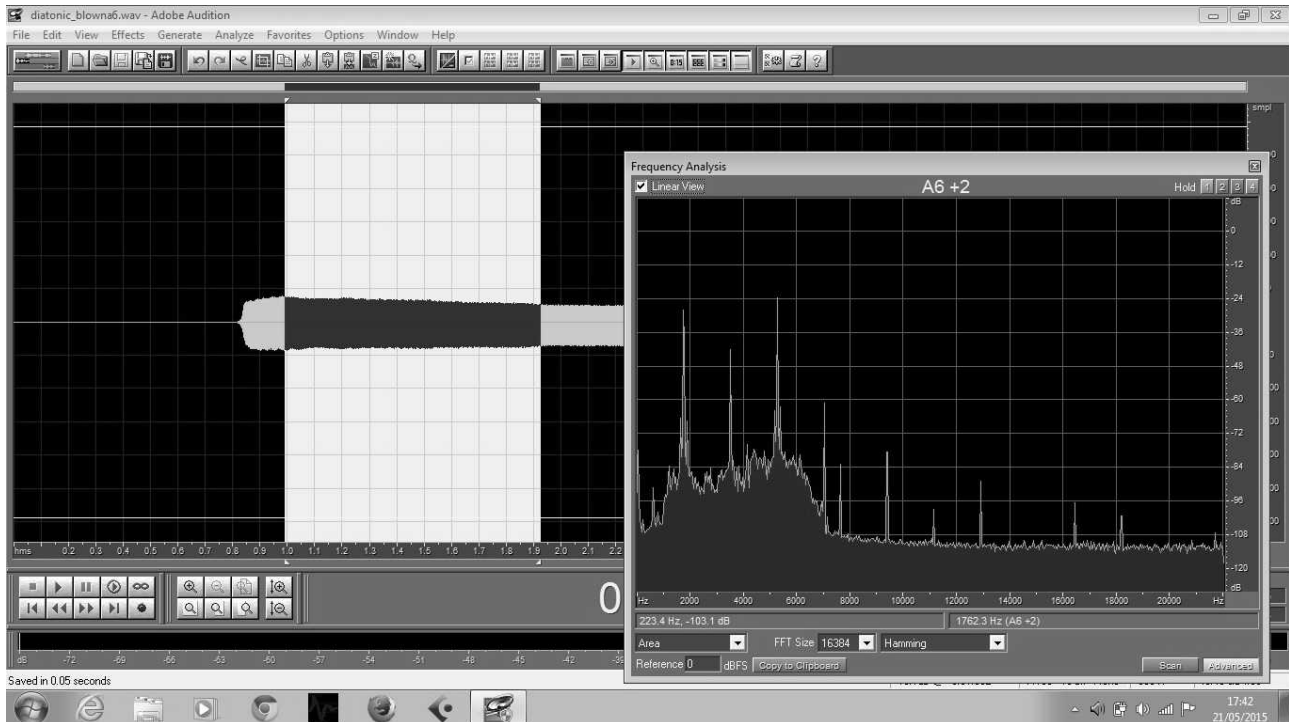 diatonic_blowna6.wav - Adobe Audition
File Edit View Effects Generate Analyze Favorites Options Window Help
smpl
hms 0.2 0.3 0.4 0.5 0.6 0.7 0.8 0.9 1.0 1.1 1.2 1.3 1.4 1.5 1.6 1.7 1.8 1.9 2.0 2.1 2.2
Frequency Analysis
Linear View
A6 +2
Hold 1 2 3 4
dB
-0
-12
-24
-36
-48
-60
-72
-84
-96
-108
-120
dB
Hz 2000 4000 6000 8000 10000 12000 14000 16000 18000 20000 Hz
223.4 Hz, -103.1 dB
1762.3 Hz (A6 +2)
Area
FFT Size 16384
Hamming
Reference 0 dBFS Copy to Clipboard
Scan
Advanced
0
dB -72 -69 -66 -63 -60 -57 -54 -51 -48 -45 -42 -39
Saved in 0.05 seconds
17:42
21/05/2015